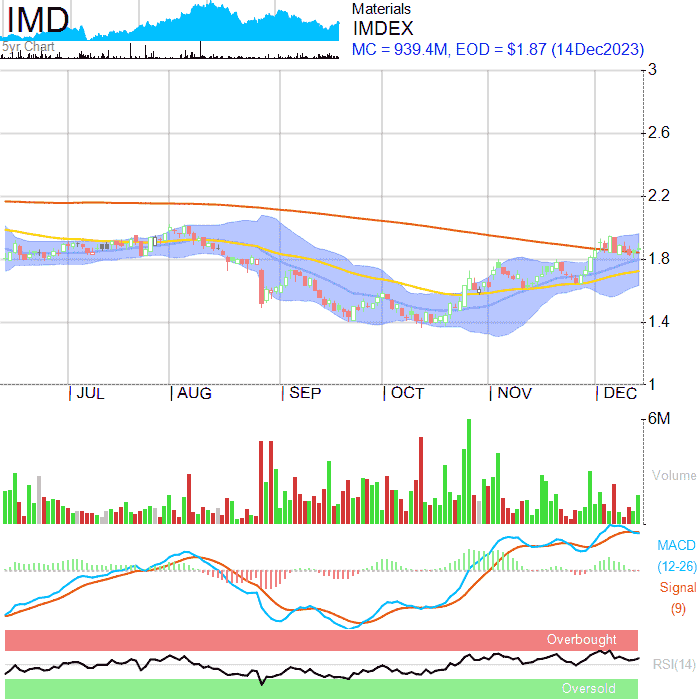 IMD
5yr Chart
Materials
IMDEX
MC = 939.4M, EOD = $1.87 (14Dec2023)
3
2.6
2.2
1.8
1.4
1
JUL AUG SEP OCT NOV DEC
6M
Volume
MACD
(12-26)
Signal
(9)
Overbought
RSI(14)
Oversold